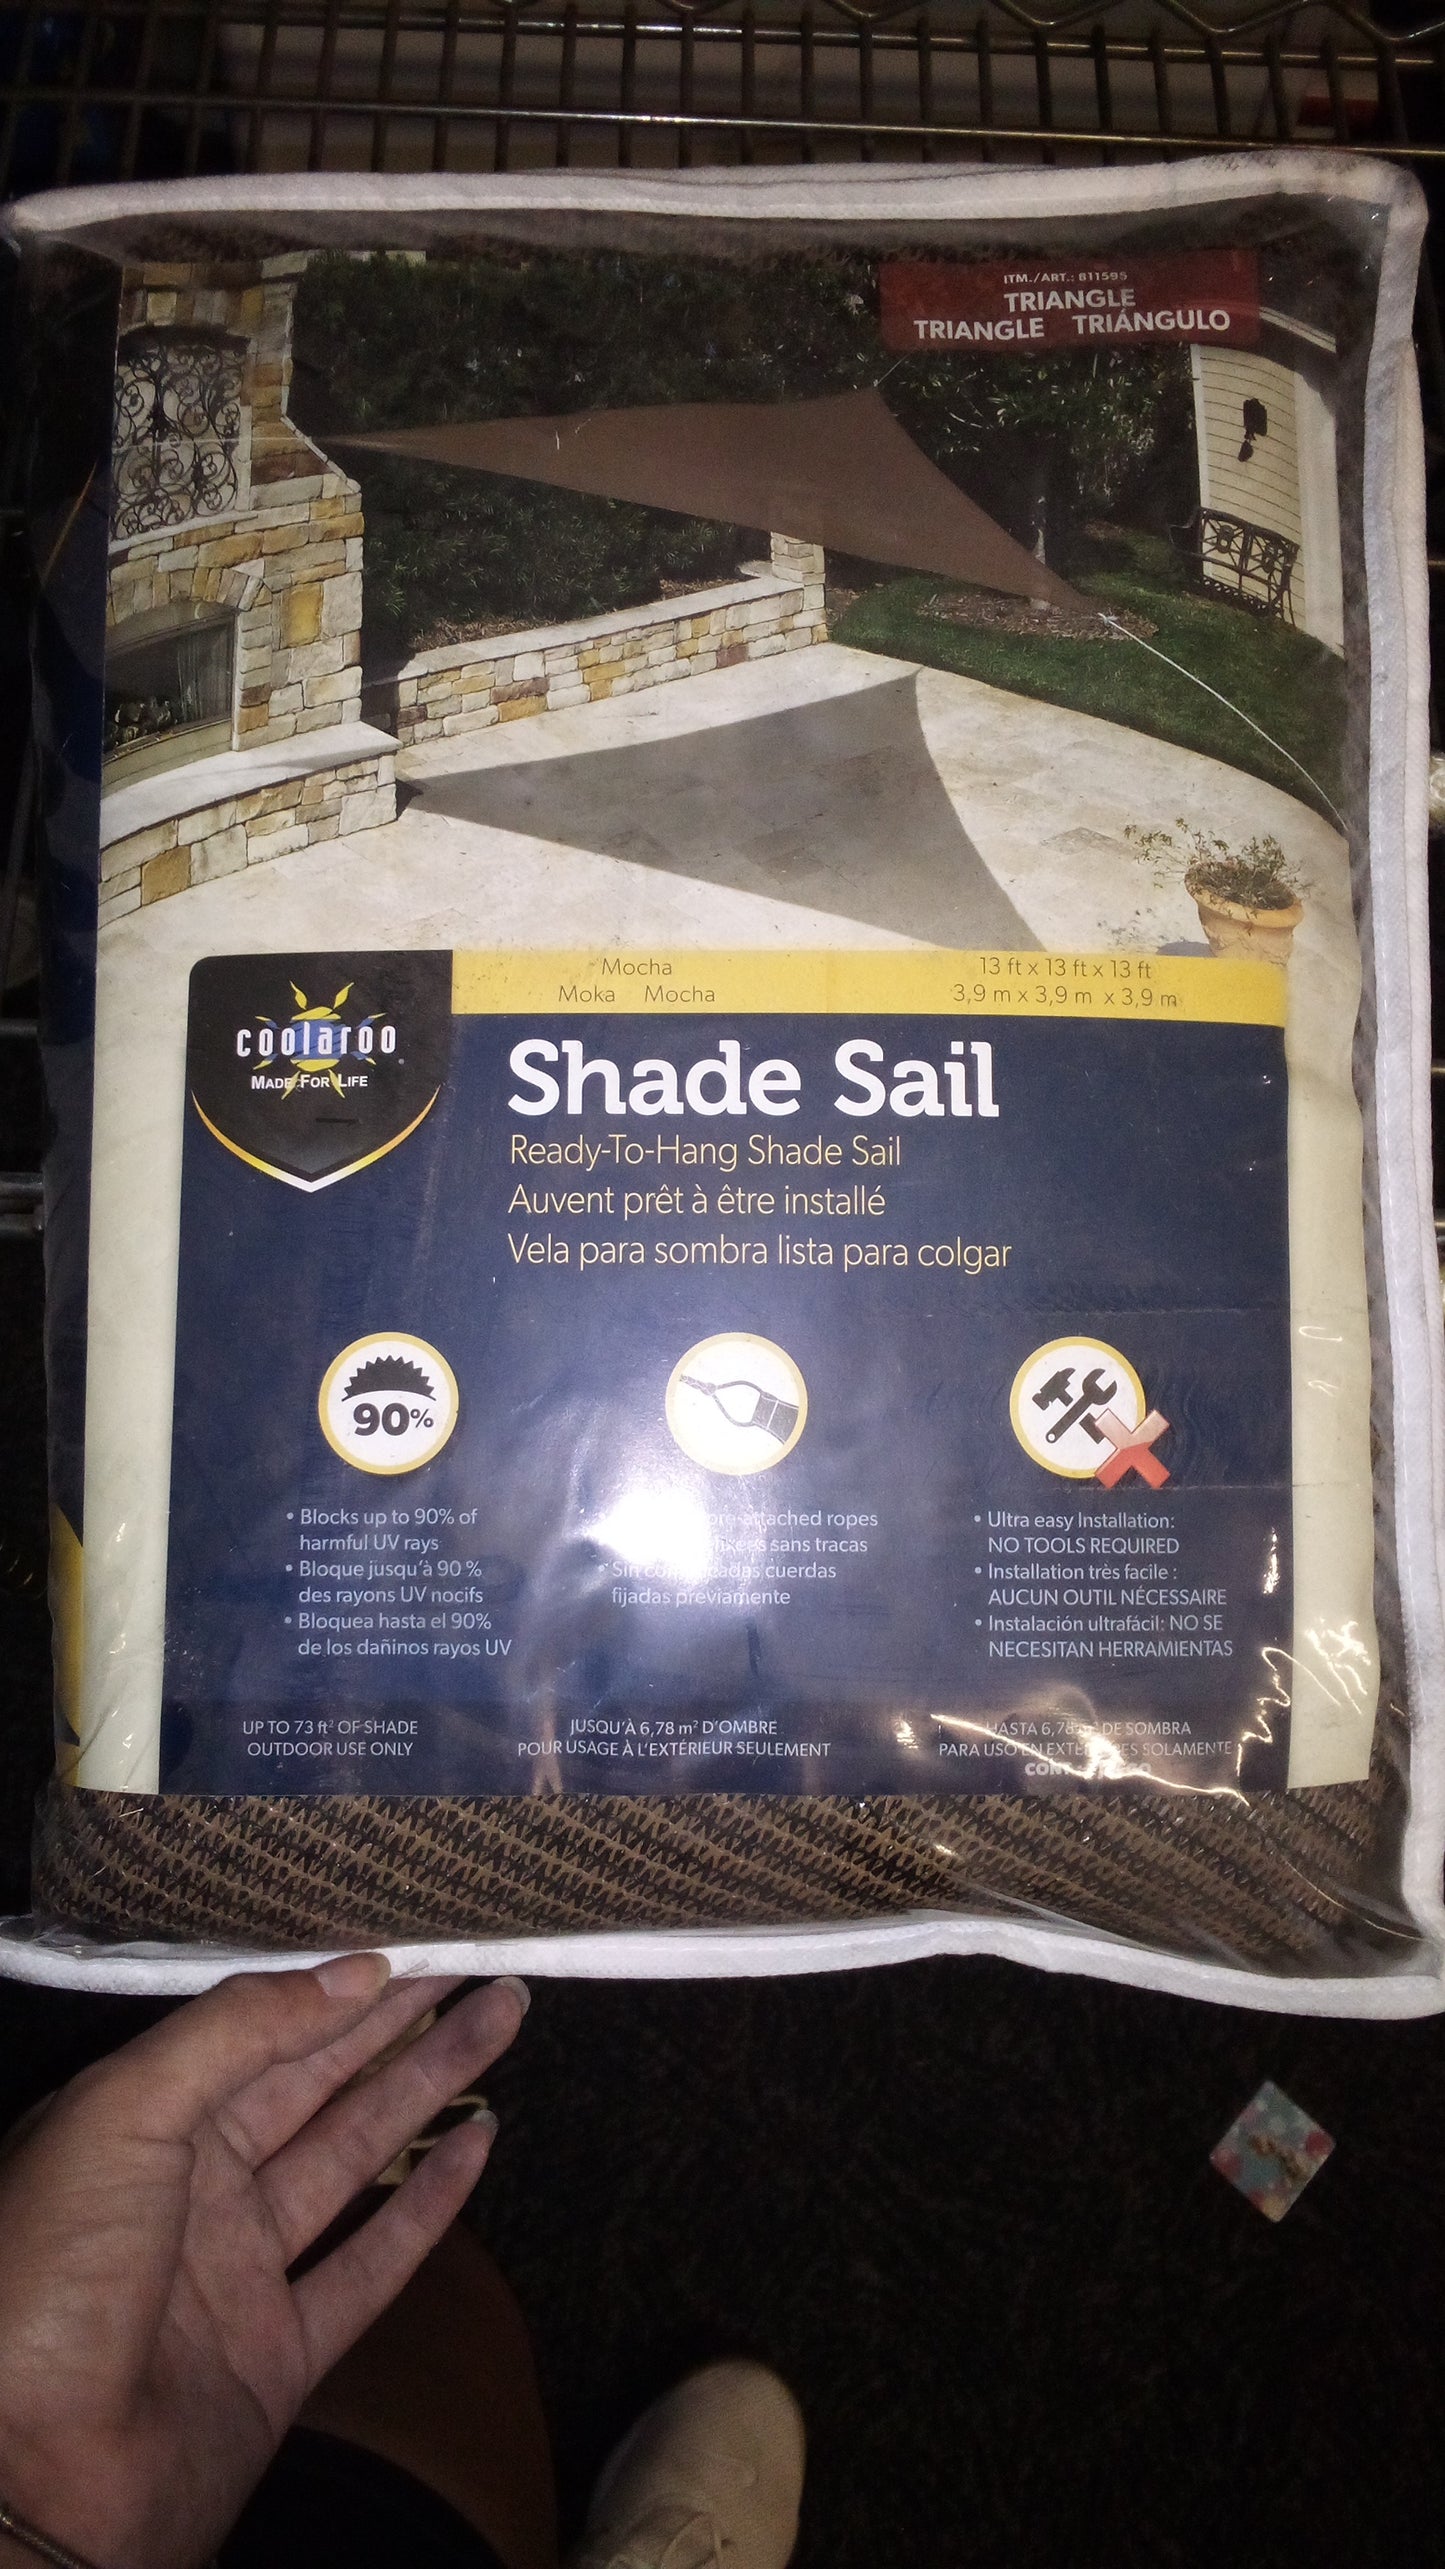 ITM./ART.: 811595
TRIANGLE
TRIANGLE TRIÁNGULO
Mocha
Moka Mocha
13 ft x 13 ft x 13 ft
3,9 m x 3,9 m x 3,9 m
coolaroo
MADE FOR LIFE
Shade Sail
Ready-To-Hang Shade Sail
Auvent prêt à être installé
Vela para sombra lista para colgar
90%
• Blocks up to 90% of
harmful UV rays
• Bloque jusqu'à 90 %
des rayons UV nocifs
• Bloquea hasta el 90%
de los dañinos rayos UV
pre-attached ropes
sans tracas
• Sin cuerdas
fijadas previamente
• Ultra easy Installation:
NO TOOLS REQUIRED
• Installation très facile :
AUCUN OUTIL NÉCESSAIRE
• Instalación ultrafácil: NO SE
NECESITAN HERRAMIENTAS
UP TO 73 ft² OF SHADE
OUTDOOR USE ONLY
JUSQU'À 6,78 m² D'OMBRE
POUR USAGE À L'EXTÉRIEUR SEULEMENT
HASTA 6,78 DE SOMBRA
PARA USO EN EXTERIORES SOLAMENTE